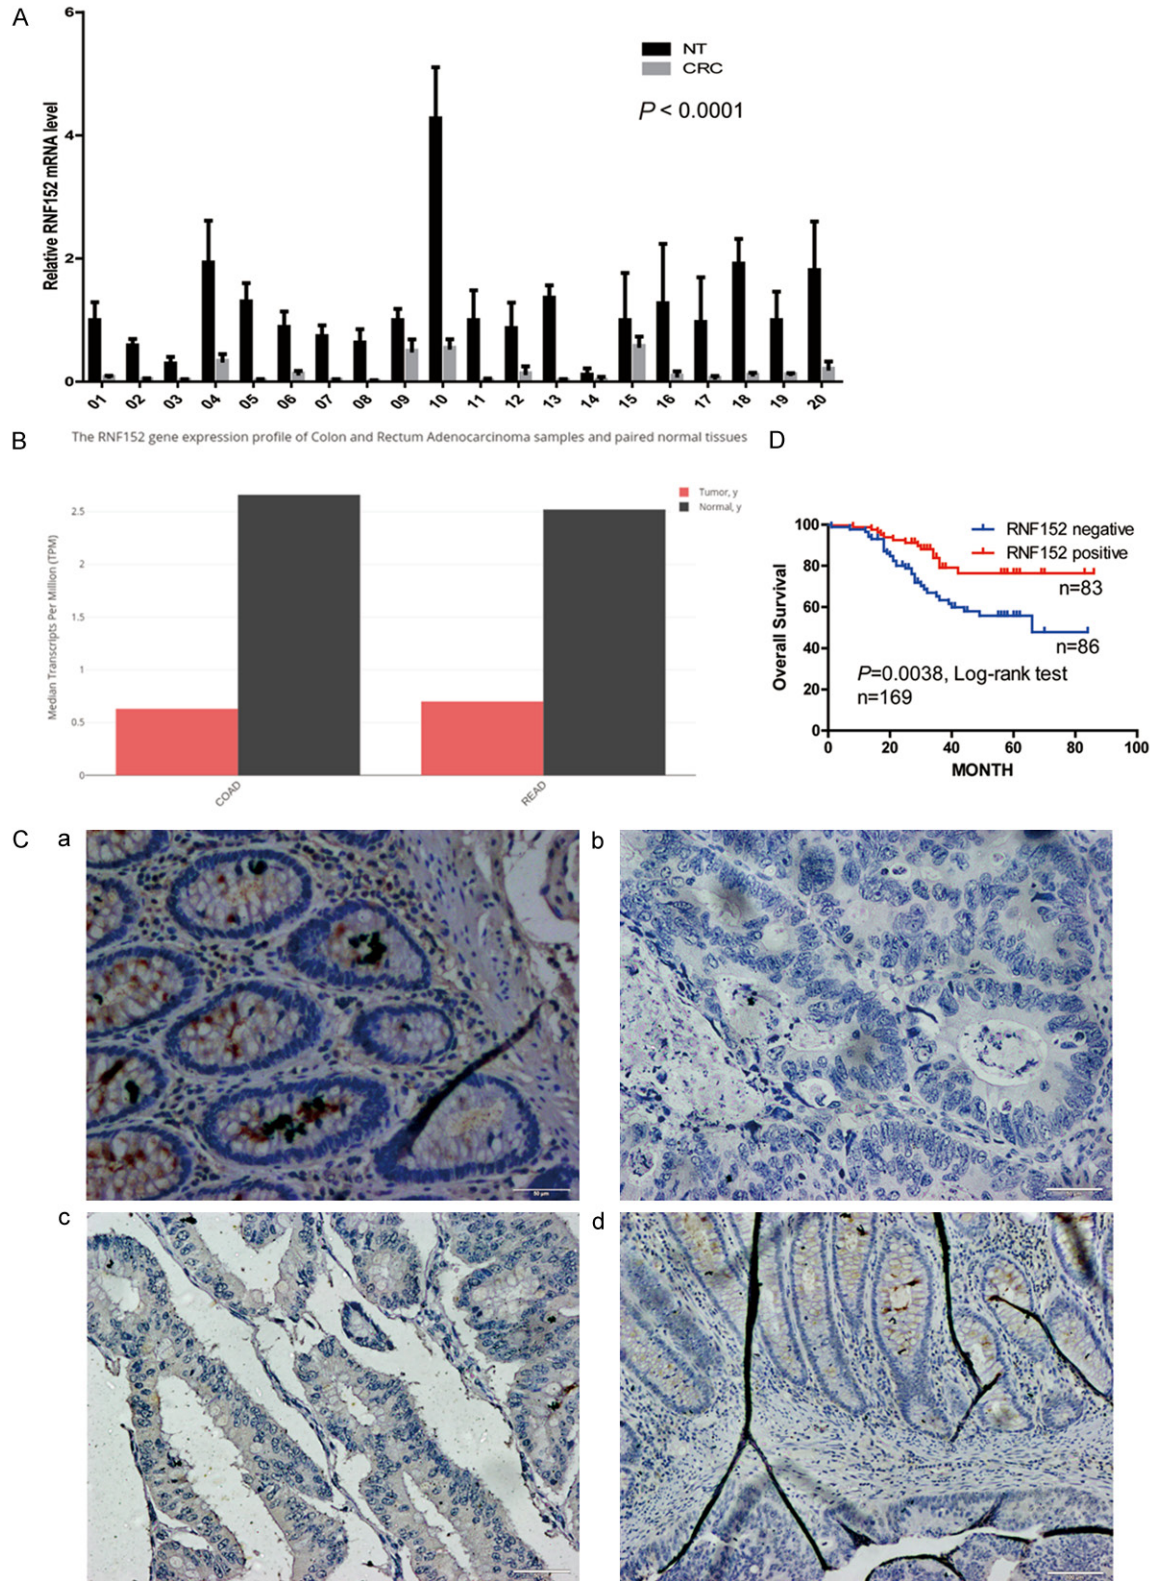 A
6
4
2
0
Relative RNF152 mRNA level
NT
CRC
P < 0.0001
01 02 03 04 05 06 07 08 09 10 11 12 13 14 15 16 17 18 19 20
B
The RNF152 gene expression profile of Colon and Rectum Adenocarcinoma samples and paired normal tissues
Median Transcripts Per Million (TPM)
2.5
2
1.5
1
0.5
0
Tumor, y
Normal, y
COAD READ
D
Overall Survival
100
80
60
40
20
0
RNF152 negative
RNF152 positive
n=83
n=86
P=0.0038, Log-rank test
n=169
0 20 40 60 80 100
MONTH
C
a
50 µm
b
c
d